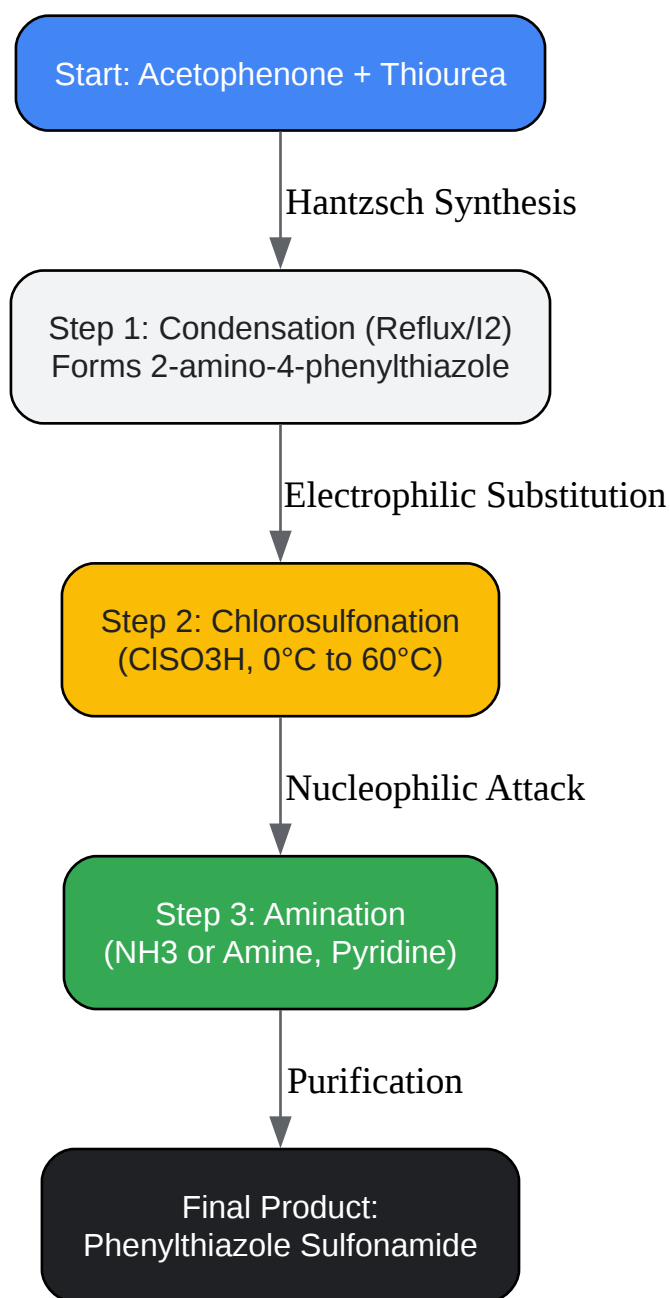 Start: Acetophenone + Thiourea
Hantzsch Synthesis
Step 1: Condensation (Reflux/I2)
Forms 2-amino-4-phenylthiazole
Electrophilic Substitution
Step 2: Chlorosulfonation
(ClSO3H, 0°C to 60°C)
Nucleophilic Attack
Step 3: Amination
(NH3 or Amine, Pyridine)
Purification
Final Product:
Phenylthiazole Sulfonamide